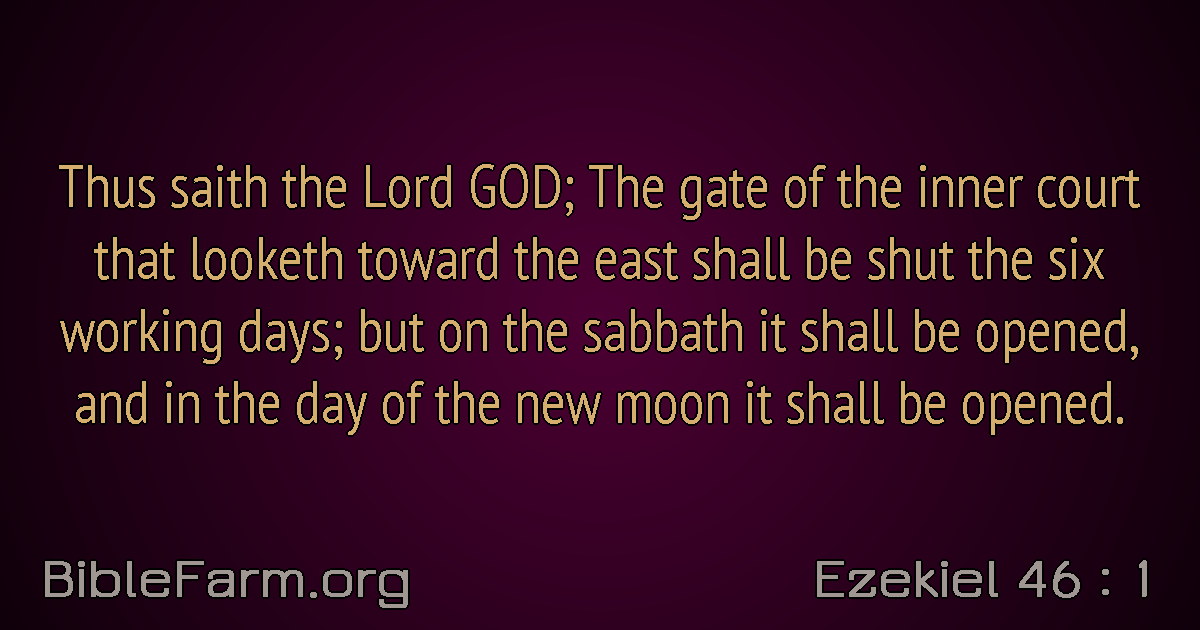 Thus saith the Lord GOD; The gate of the inner court
that looketh toward the east shall be shut the six
working days; but on the sabbath it shall be opened,
and in the day of the new moon it shall be opened.
BibleFarm.org
Ezekiel 46 : 1